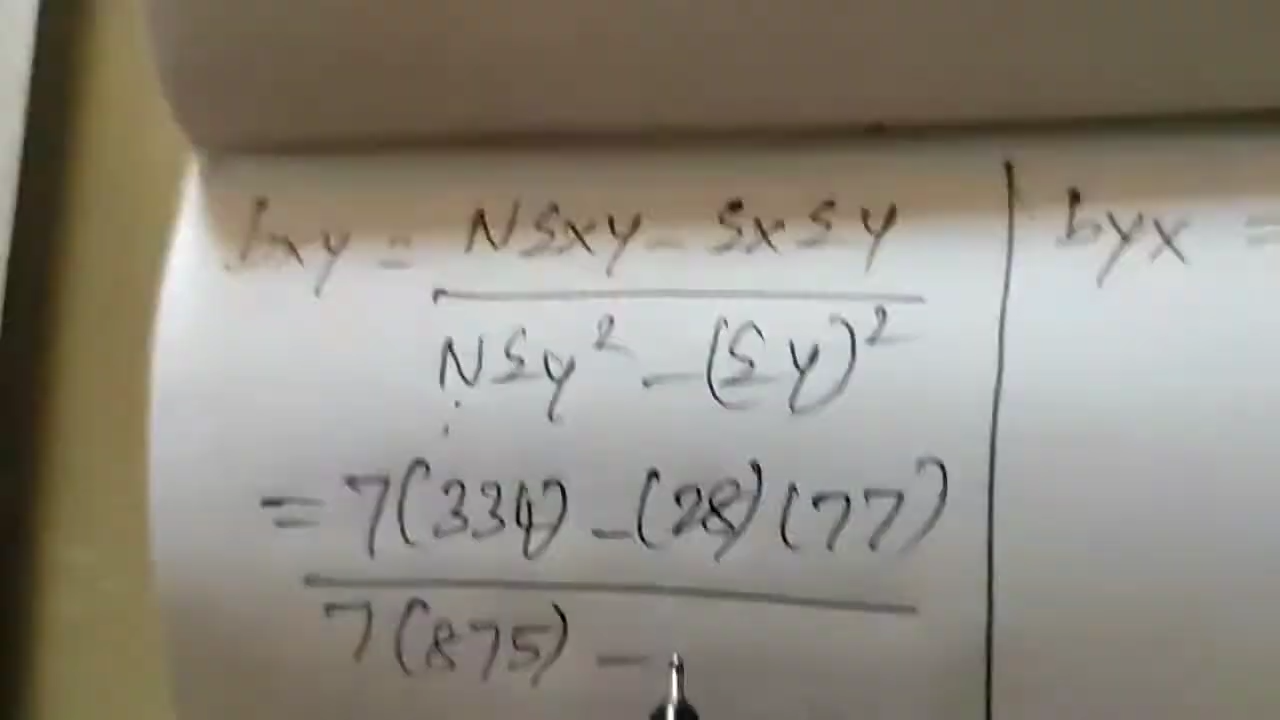 bxy = NΣxy - ΣxΣy
NΣy² - (Σy)²
= 7(334) - (28)(77)
7(875) -
byx =